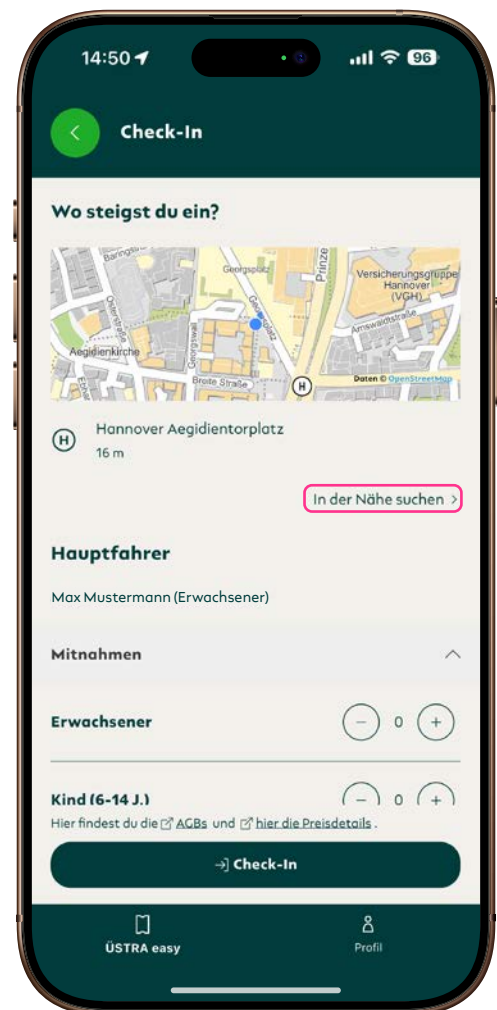 14:50
96
Check-In
Wo steigst du ein?
Georgsplatz
Prinze
Versicherungsgruppe
Hannover
(VGH)
Osterstraße
Georgswall
Aegidienkirche
Breite Straße
H
Daten © OpenStreetMap
H
Hannover Aegidientorplatz
16 m
In der Nähe suchen >
Hauptfahrer
Max Mustermann (Erwachsener)
Mitnahmen
Erwachsener
− 0 +
Kind (6-14 J.)
− 0 +
Hier findest du die AGBs und hier die Preisdetails .
Check-In
ÜSTRA easy
Profil